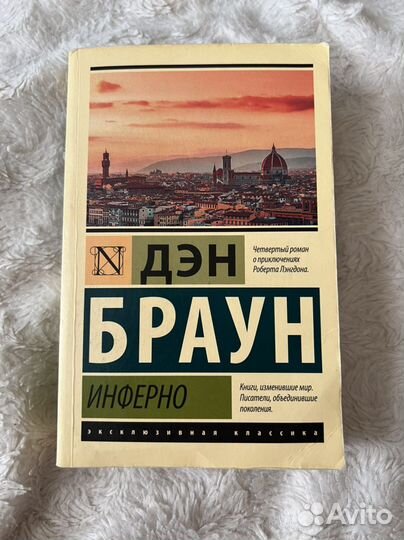 N
ДЭН
Четвертый роман
о приключениях
Роберта Лэнгдона.
БРАУН
ИНФЕРНО
Книги, изменившие мир.
Писатели, объединившие
поколения.
эксклюзивная классика
Avito